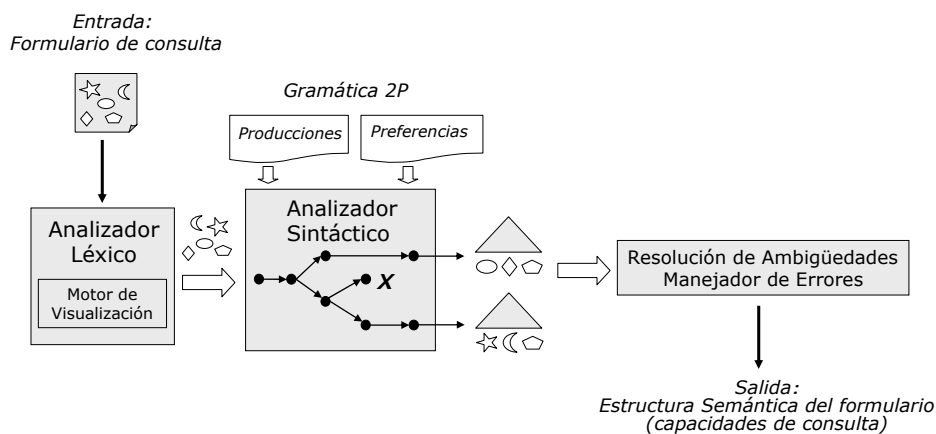 Entrada:
Formulario de consulta
Gramática 2P
Producciones
Preferencias
Analizador
Léxico
Motor de
Visualización
Analizador
Sintáctico
X
Resolución de Ambigüedades
Manejador de Errores
Salida:
Estructura Semántica del formulario
(capacidades de consulta)